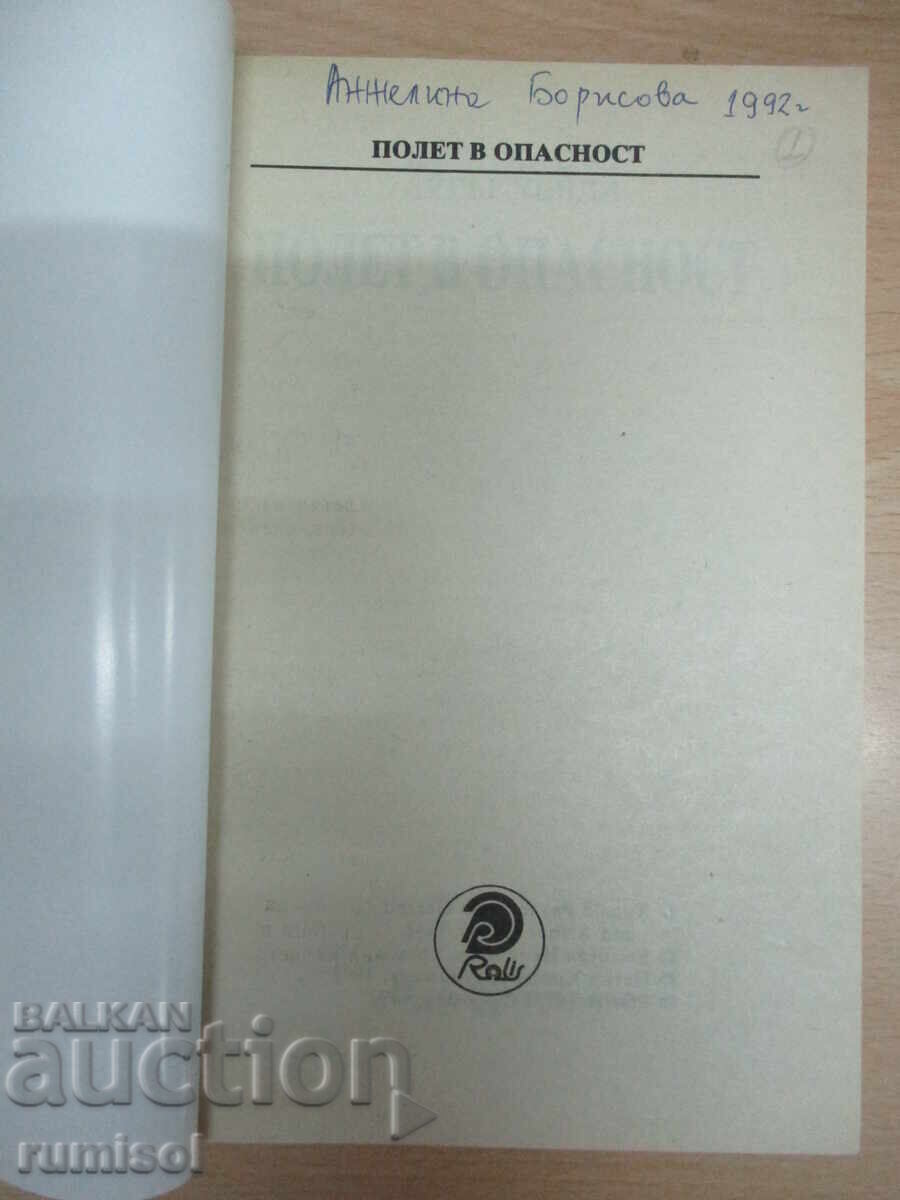 Анжелина Борисова 1992г
1
ПОЛЕТ В ОПАСНОСТ
Ralis
BALKAN
auction
rumisol